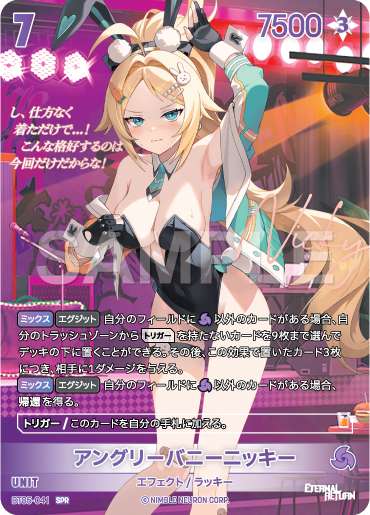 7
7500
3
し、仕方なく
着ただけで…!
こんな格好するのは
今回だけだからな!
Nicky
SAMPLE
ミックス エグジット 自分のフィールドに 以外のカードがある場合、自
分のトラッシュゾーンから トリガー を持たないカードを9枚まで選んで
デッキの下に置くことができる。その後、この効果で置いたカード3枚
につき、相手に1ダメージを与える。
ミックス エグジット 自分のフィールドに 以外のカードがある場合、
帰還を得る。
トリガー / このカードを自分の手札に加える。
アングリーバニーニッキー
UNIT
エフェクト / ラッキー
BT06-041 SPR
© NIMBLE NEURON CORP.
ETERNAL RETURN